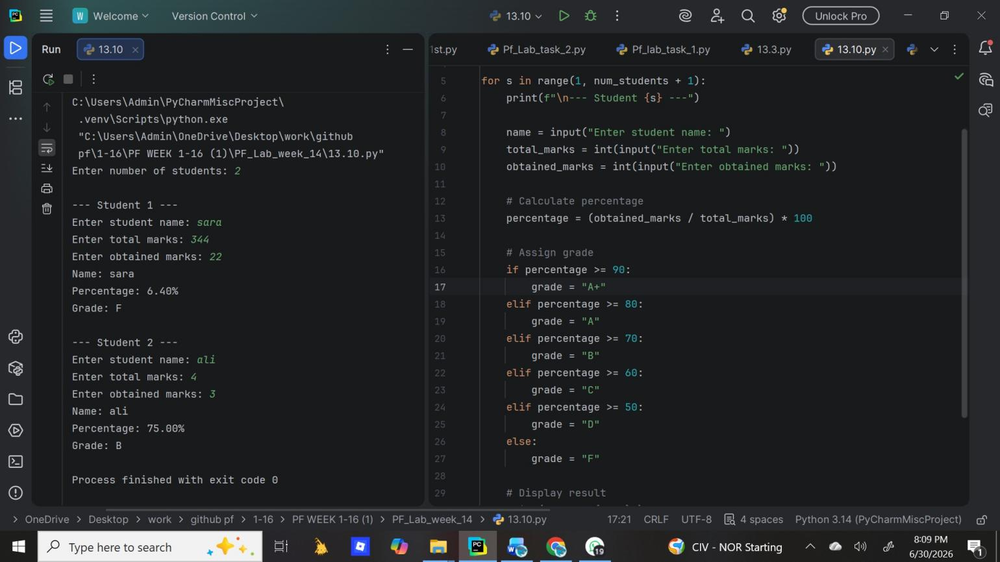 PC
W Welcome
Version Control
13.10
Unlock Pro
Run
13.10
1st.py
Pf_Lab_task_2.py
Pf_lab_task_1.py
13.3.py
13.10.py
C:\Users\Admin\PyCharmMiscProject\
.venv\Scripts\python.exe
"C:\Users\Admin\OneDrive\Desktop\work\github
pf\1-16\PF WEEK 1-16 (1)\PF_Lab_week_14\13.10.py"
Enter number of students: 2
--- Student 1 ---
Enter student name: sara
Enter total marks: 344
Enter obtained marks: 22
Name: sara
Percentage: 6.40%
Grade: F
--- Student 2 ---
Enter student name: ali
Enter total marks: 4
Enter obtained marks: 3
Name: ali
Percentage: 75.00%
Grade: B
Process finished with exit code 0
5 for s in range(1, num_students + 1):
6     print(f"\n--- Student {s} ---")
7
8     name = input("Enter student name: ")
9     total_marks = int(input("Enter total marks: "))
10     obtained_marks = int(input("Enter obtained marks: "))
11
12     # Calculate percentage
13     percentage = (obtained_marks / total_marks) * 100
14
15     # Assign grade
16     if percentage >= 90:
17         grade = "A+"
18     elif percentage >= 80:
19         grade = "A"
20     elif percentage >= 70:
21         grade = "B"
22     elif percentage >= 60:
23         grade = "C"
24     elif percentage >= 50:
25         grade = "D"
26     else:
27         grade = "F"
28
29     # Display result
OneDrive > Desktop > work > github pf > 1-16 > PF WEEK 1-16 (1) > PF_Lab_week_14 > 13.10.py
17:21 CRLF UTF-8 4 spaces Python 3.14 (PyCharmMiscProject)
Type here to search
PC
W
19
CIV - NOR Starting
8:09 PM
6/30/2026
1